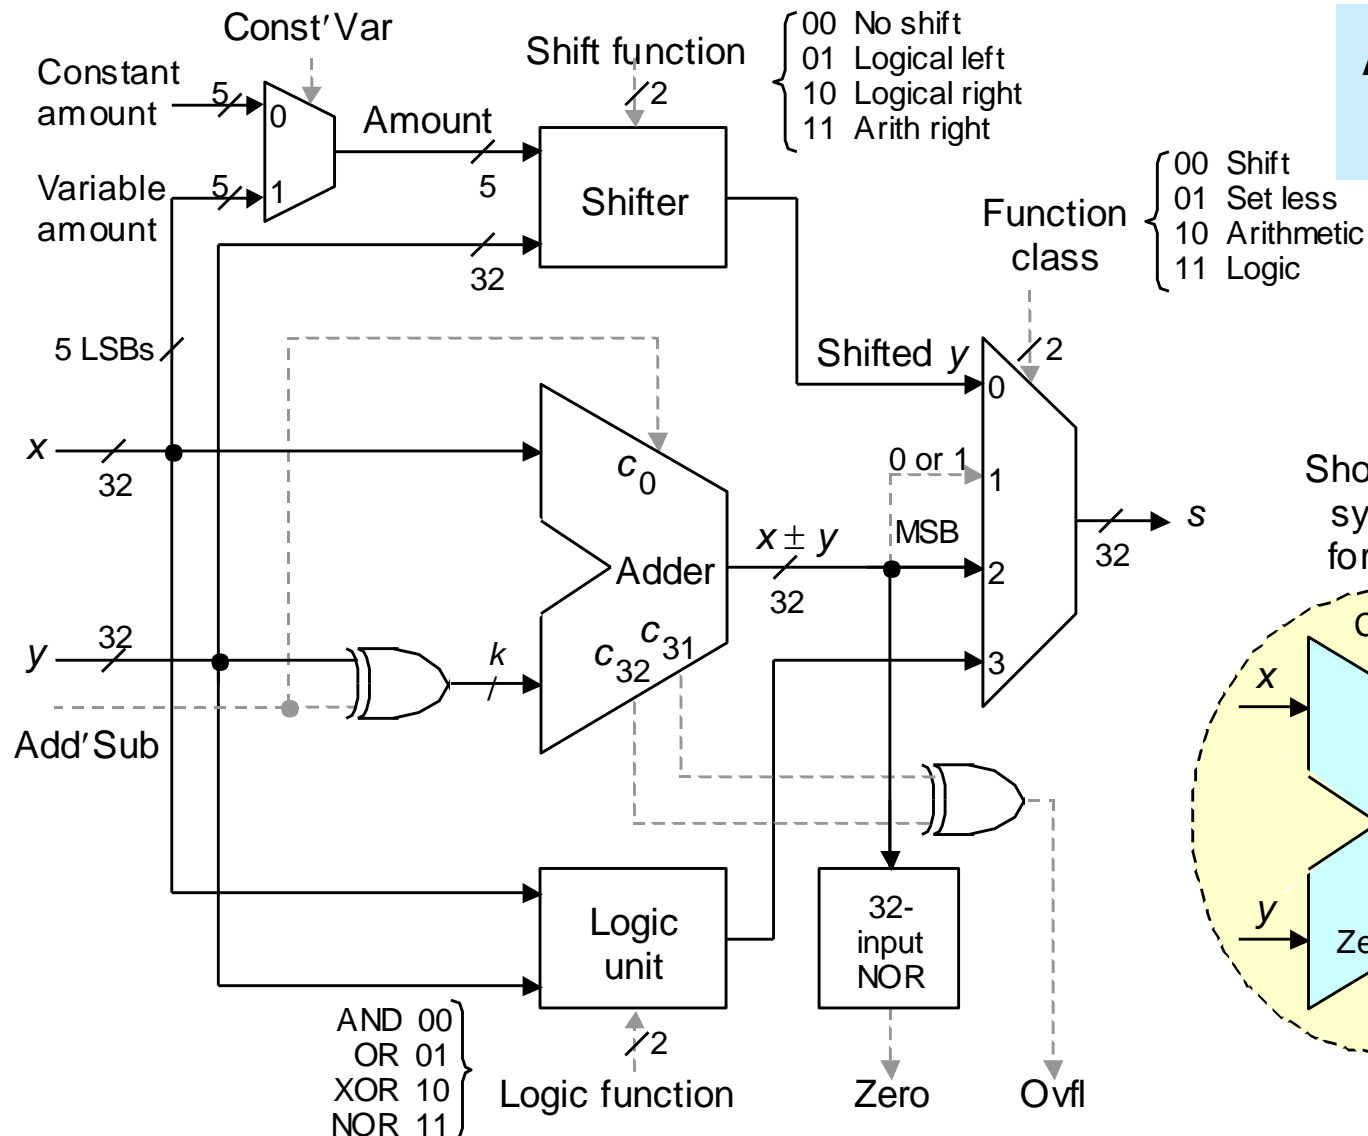 Const′Var
Constant
amount
5
0
Variable
amount
5
1
Amount
5
Shift function
2
00 No shift
01 Logical left
10 Logical right
11 Arith right
Shifter
32
Function
class
00 Shift
01 Set less
10 Arithmetic
11 Logic
2
5 LSBs
Shifted y
0
x
32
c0
0 or 1
1
MSB
x ± y
32
2
s
32
Adder
c31
c32
y
32
k
3
Add′Sub
Logic
unit
32-
input
NOR
AND 00
OR 01
XOR 10
NOR 11
2
Logic function
Zero
Ovfl
x
y